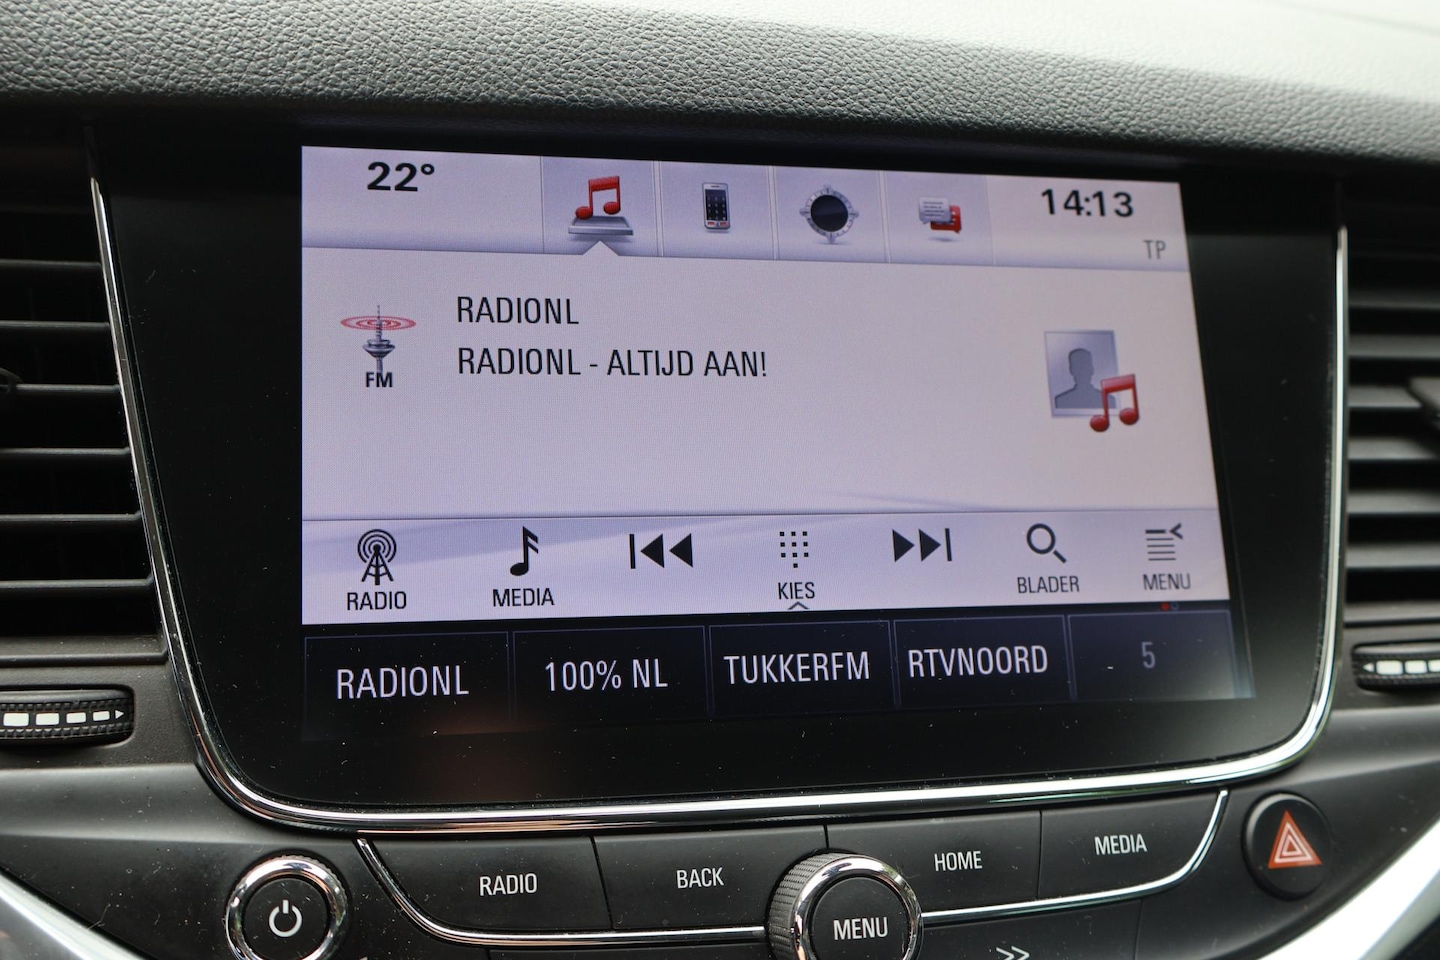 22°
14:13
TP
FM
RADIONL
RADIONL - ALTIJD AAN!
RADIO
MEDIA
KIES
BLADER
MENU
RADIONL
100% NL
TUKKERFM
RTVNOORD
5
RADIO
BACK
MENU
HOME
MEDIA